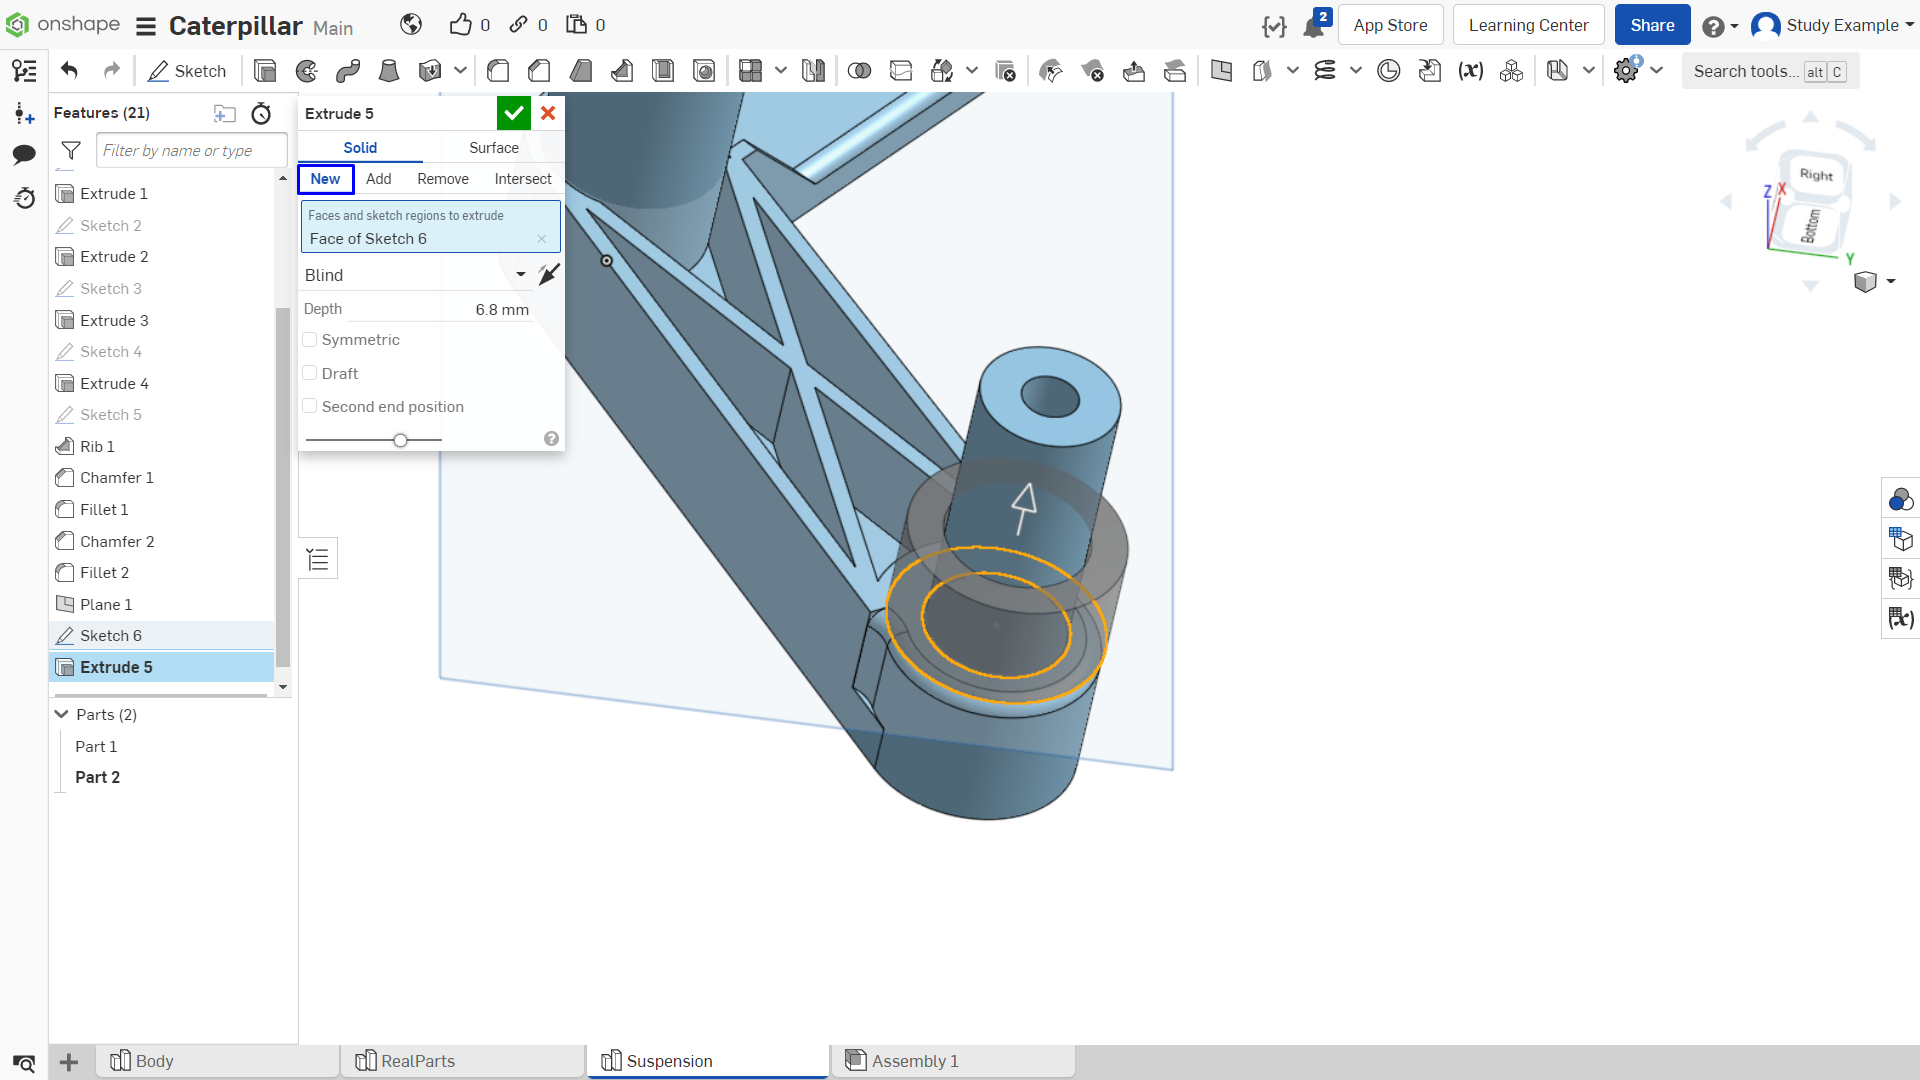 onshape Caterpillar Main 0 0 0 2 App Store Learning Center Share Study Example
Sketch Search tools... alt C
Features (21)
Filter by name or type
Extrude 1
Sketch 2
Extrude 2
Sketch 3
Extrude 3
Sketch 4
Extrude 4
Sketch 5
Rib 1
Chamfer 1
Fillet 1
Chamfer 2
Fillet 2
Plane 1
Sketch 6
Extrude 5
Parts (2)
Part 1
Part 2
Extrude 5
Solid Surface
New Add Remove Intersect
Faces and sketch regions to extrude
Face of Sketch 6
Blind
Depth 6.8 mm
Symmetric
Draft
Second end position
Right
Bottom
Z X
Y
Body RealParts Suspension Assembly 1